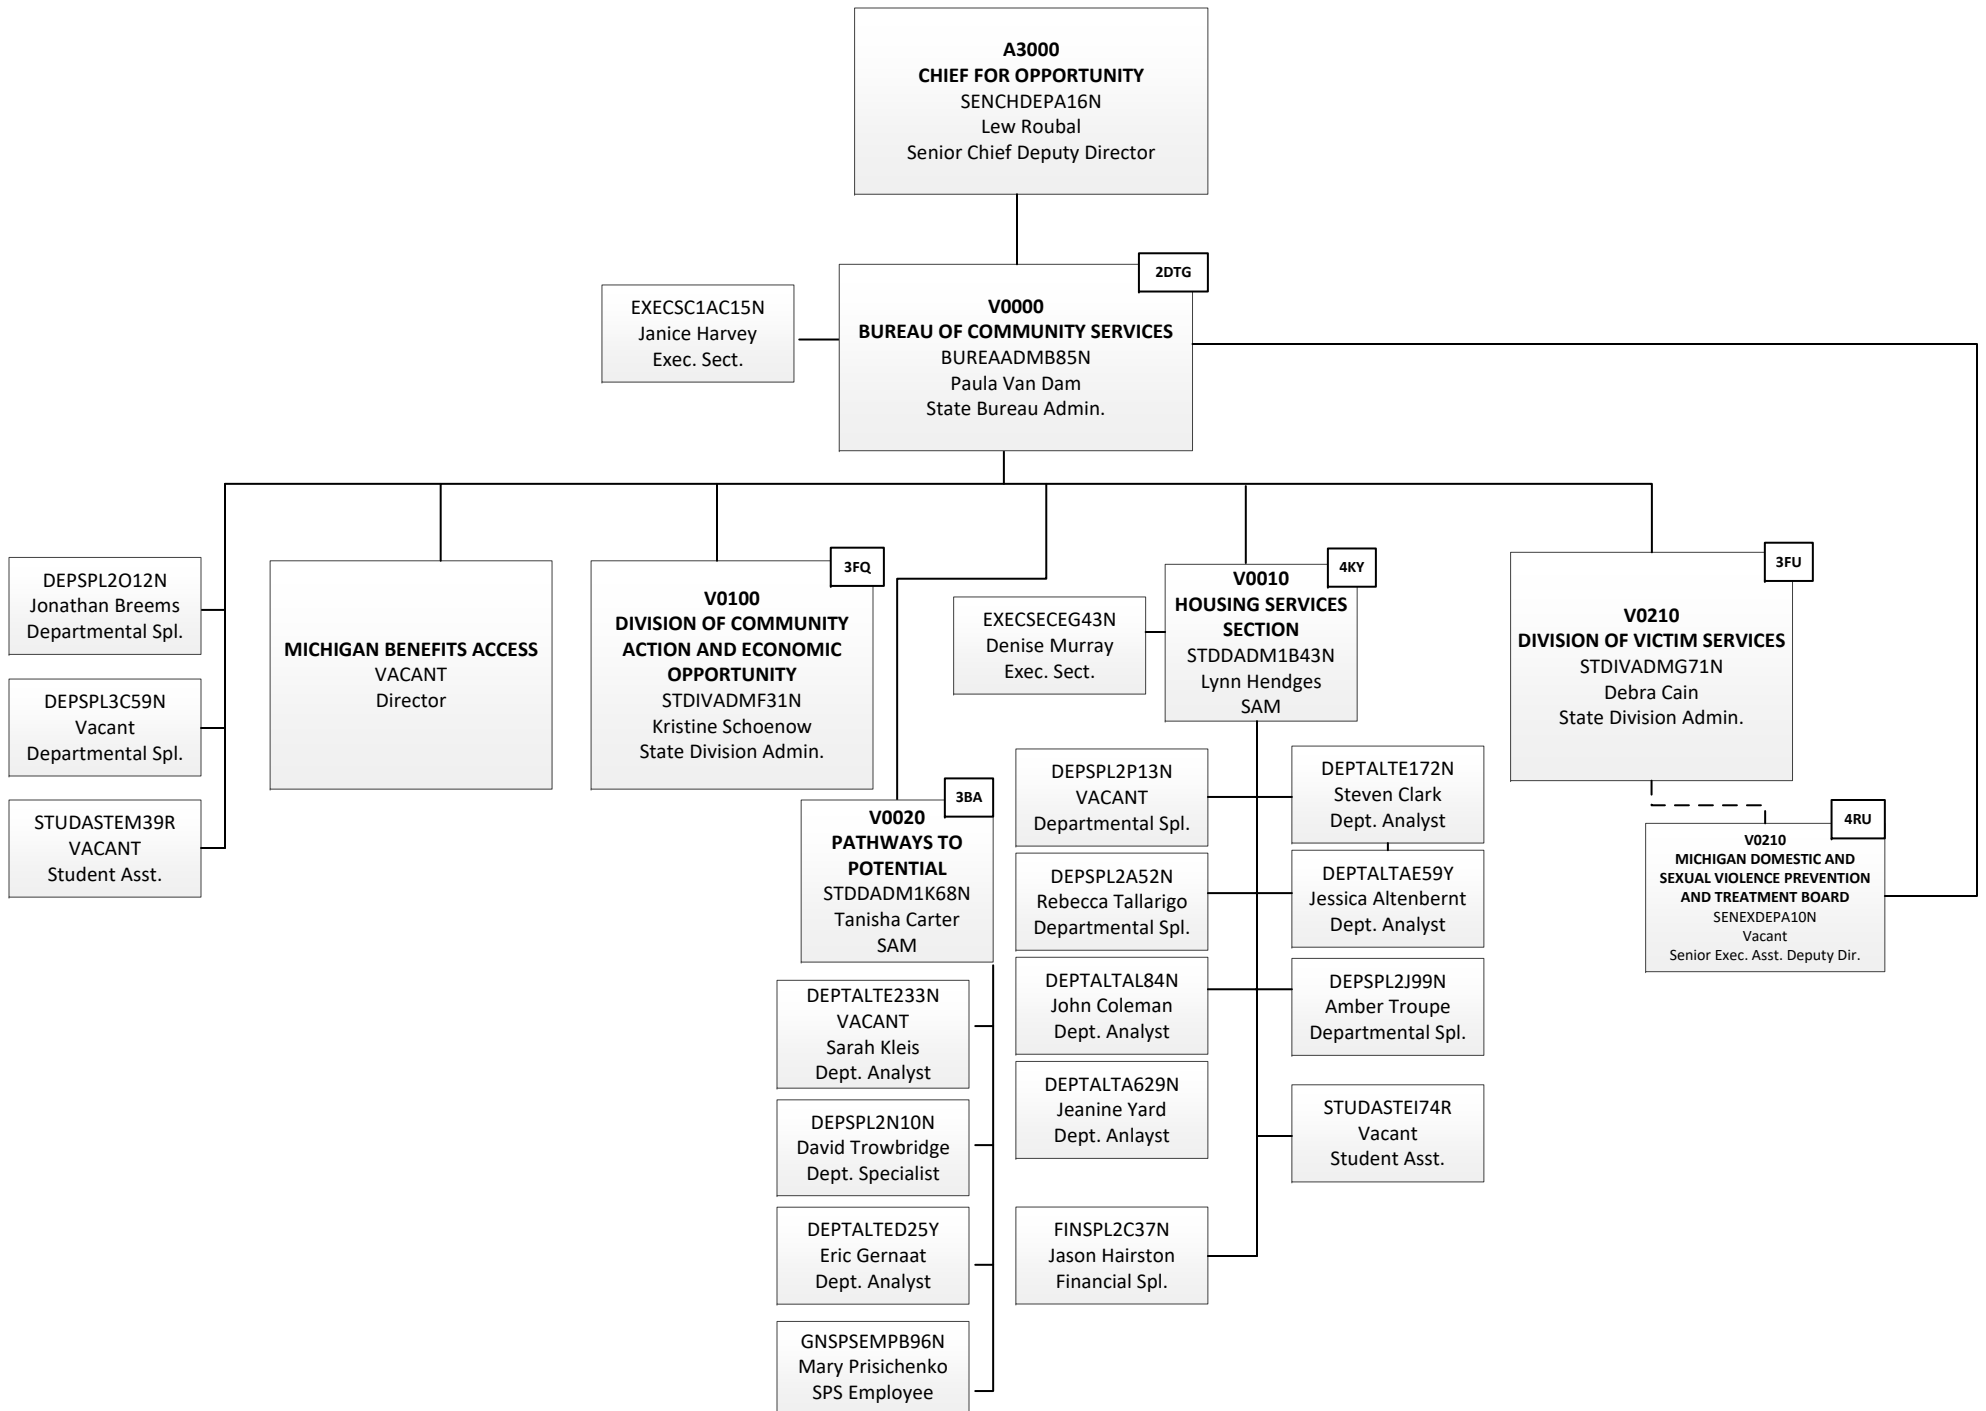 A3000
CHIEF FOR OPPORTUNITY
SENCHDEPA16N
Lew Roubal
Senior Chief Deputy Director
2DTG
V0000
BUREAU OF COMMUNITY SERVICES
BUREAADMB85N
Paula Van Dam
State Bureau Admin.
EXECSC1AC15N
Janice Harvey
Exec. Sect.
DEPSPL2O12N
Jonathan Breems
Departmental Spl.
DEPSPL3C59N
Vacant
Departmental Spl.
STUDASTEM39R
VACANT
Student Asst.
MICHIGAN BENEFITS ACCESS
VACANT
Director
3FQ
V0100
DIVISION OF COMMUNITY
ACTION AND ECONOMIC
OPPORTUNITY
STDIVADMF31N
Kristine Schoenow
State Division Admin.
3BA
V0020
PATHWAYS TO
POTENTIAL
STDDADM1K68N
Tanisha Carter
SAM
DEPTALTE233N
VACANT
Sarah Kleis
Dept. Analyst
DEPSPL2N10N
David Trowbridge
Dept. Specialist
DEPTALTED25Y
Eric Gernaat
Dept. Analyst
GNSPSEMPB96N
Mary Prisichenko
SPS Employee
EXECSECEG43N
Denise Murray
Exec. Sect.
4KY
V0010
HOUSING SERVICES
SECTION
STDDADM1B43N
Lynn Hendges
SAM
DEPSPL2P13N
VACANT
Departmental Spl.
DEPTALTE172N
Steven Clark
Dept. Analyst
DEPSPL2A52N
Rebecca Tallarigo
Departmental Spl.
DEPTALTAE59Y
Jessica Altenbernt
Dept. Analyst
DEPTALTAL84N
John Coleman
Dept. Analyst
DEPSPL2J99N
Amber Troupe
Departmental Spl.
DEPTALTA629N
Jeanine Yard
Dept. Anlayst
STUDASTEI74R
Vacant
Student Asst.
FINSPL2C37N
Jason Hairston
Financial Spl.
3FU
V0210
DIVISION OF VICTIM SERVICES
STDIVADMG71N
Debra Cain
State Division Admin.
4RU
V0210
MICHIGAN DOMESTIC AND
SEXUAL VIOLENCE PREVENTION
AND TREATMENT BOARD
SENEXDEPA10N
Vacant
Senior Exec. Asst. Deputy Dir.